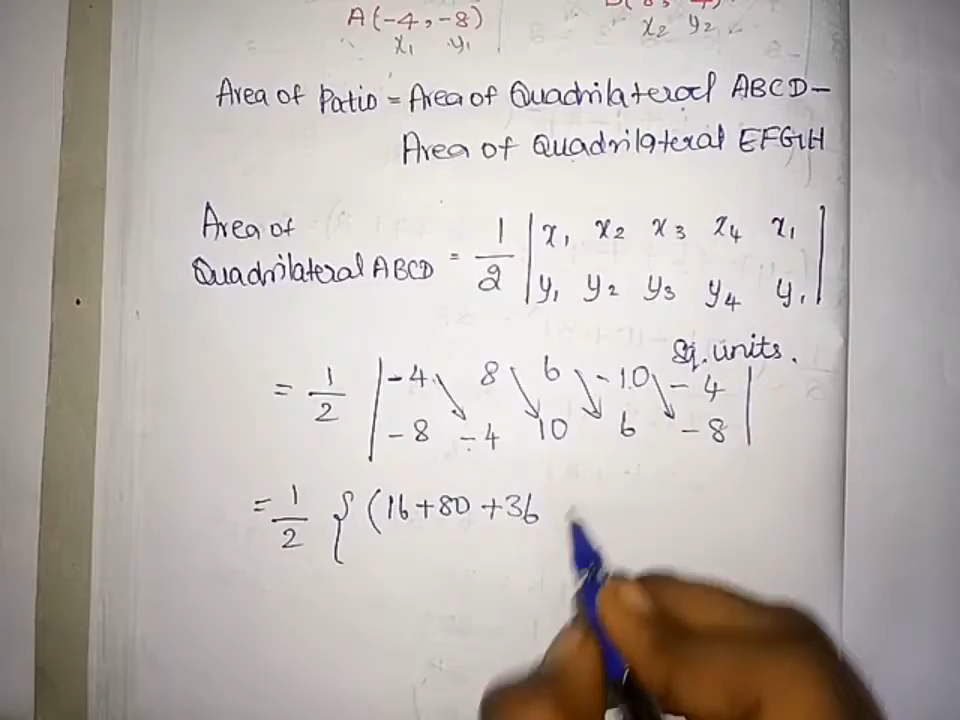 A(-4, -8)
x₁ y₁
x₂ y₂
Area of Patio = Area of Quadrilateral ABCD -
Area of Quadrilateral EFGH
Area of
Quadrilateral ABCD = 1/2 | x₁ x₂ x₃ x₄ x₁ |
| y₁ y₂ y₃ y₄ y₁ |
Sq. units.
= 1/2 | -4 8 6 -10 -4 |
| -8 -4 10 6 -8 |
= 1/2 { (16+80+36